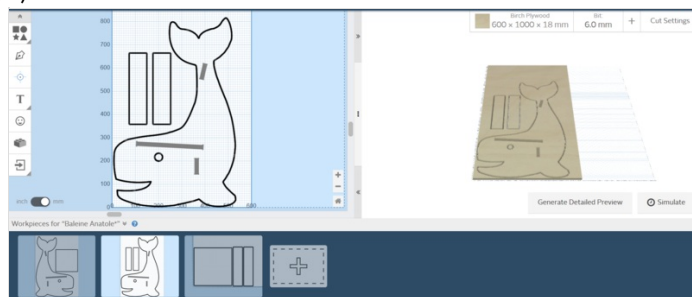 Birch Plywood
600 × 1000 × 18 mm
Bit
6.0 mm
+
Cut Settings
800
700
600
500
400
300
200
100
0
T
inch
mm
+
−
Generate Detailed Preview
Simulate
Workpieces for "Baleine Anatole"